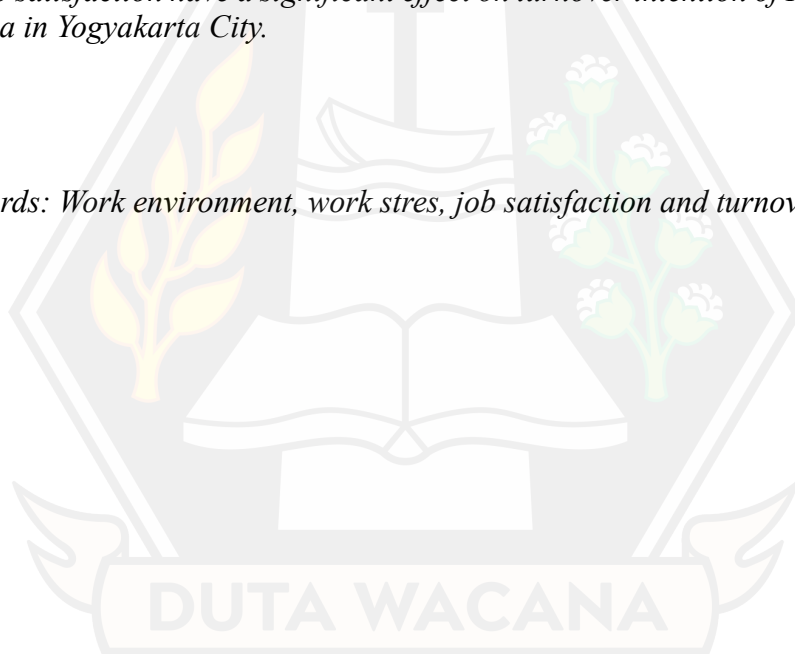 satisfaction have a significant effect on turnover intention of
a in Yogyakarta City.
rds: Work environment, work stres, job satisfaction and turnov
DUTA WACANA